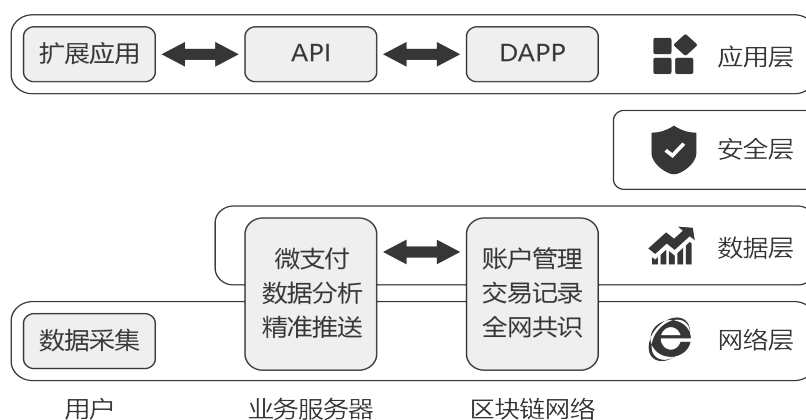 扩展应用 API DAPP 应用层
安全层
微支付
数据分析
精准推送
账户管理
交易记录
全网共识
数据层
数据采集
网络层
用户 业务服务器 区块链网络